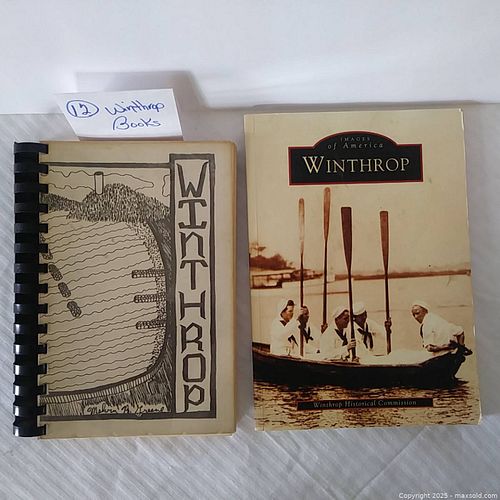 12 Winthrop
Books
WINTHROP
IMAGES
of America
WINTHROP
Winthrop Historical Commission
Copyright 2025 - maxsold.com